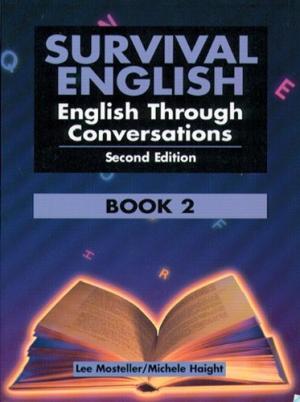 SURVIVAL
ENGLISH
English Through
Conversations
Second Edition
BOOK 2
Lee Mosteller/Michele Haight